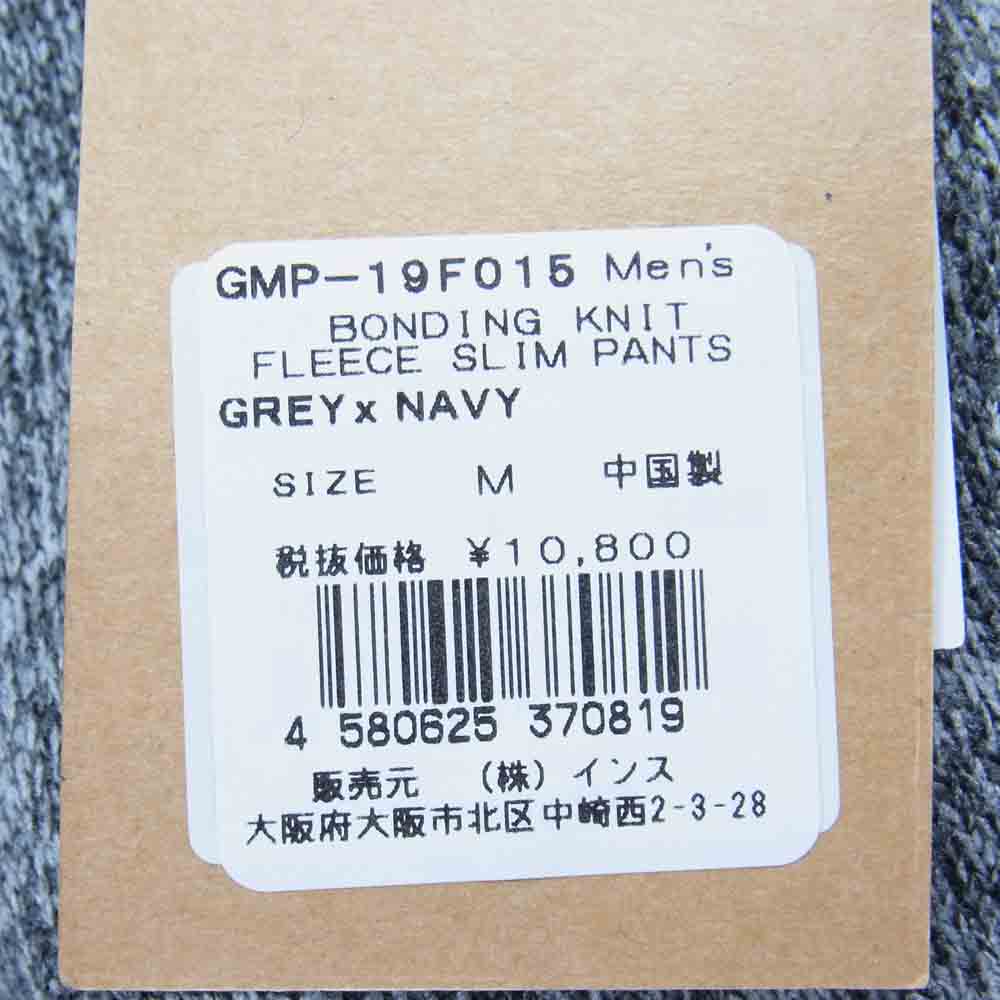 GMP-19F015 Men's
BONDING KNIT
FLEECE SLIM PANTS
GREY x NAVY
SIZE M 中国製
税抜価格 ¥10,800
4 580625 370819
販売元 (株)インス
大阪府大阪市北区中崎西2-3-28